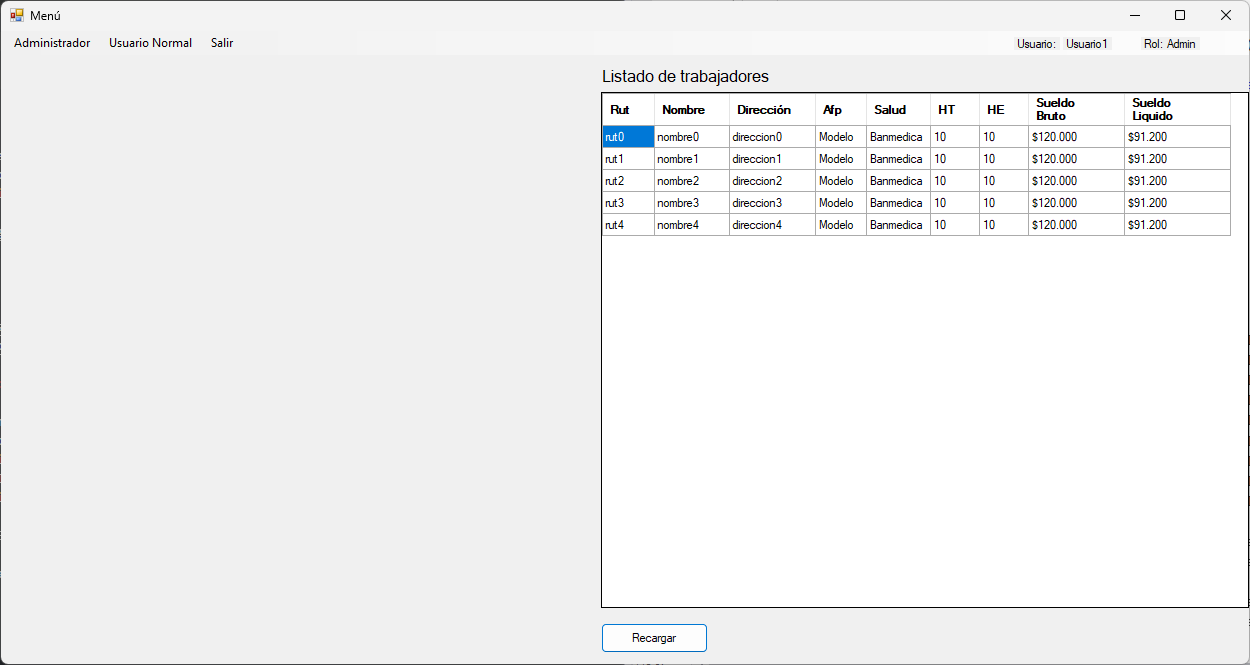 Menú
Administrador Usuario Normal Salir Usuario: Usuario1 Rol: Admin
Listado de trabajadores
Rut Nombre Dirección Afp Salud HT HE Sueldo Bruto Sueldo Liquido
rut0 nombre0 direccion0 Modelo Banmedica 10 10 $120.000 $91.200
rut1 nombre1 direccion1 Modelo Banmedica 10 10 $120.000 $91.200
rut2 nombre2 direccion2 Modelo Banmedica 10 10 $120.000 $91.200
rut3 nombre3 direccion3 Modelo Banmedica 10 10 $120.000 $91.200
rut4 nombre4 direccion4 Modelo Banmedica 10 10 $120.000 $91.200
Recargar